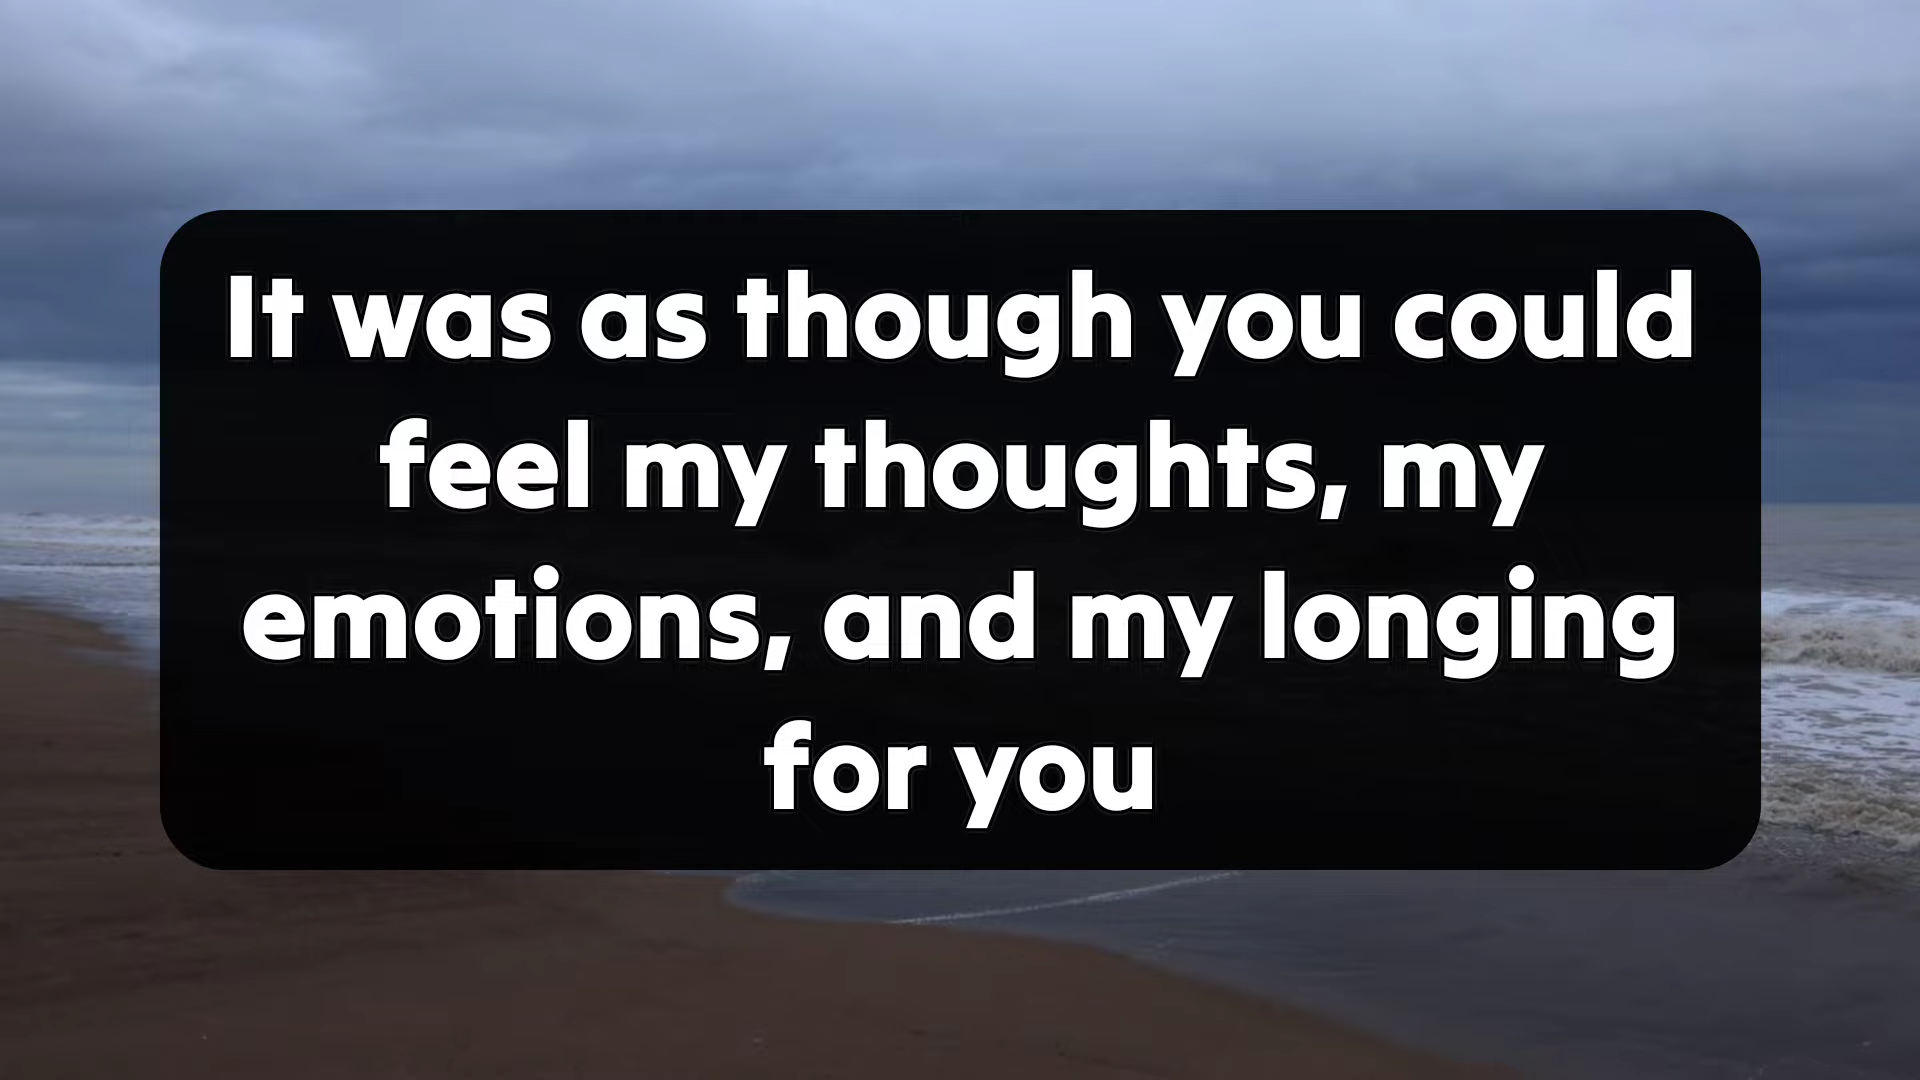 It was as though you could
feel my thoughts, my
emotions, and my longing
for you